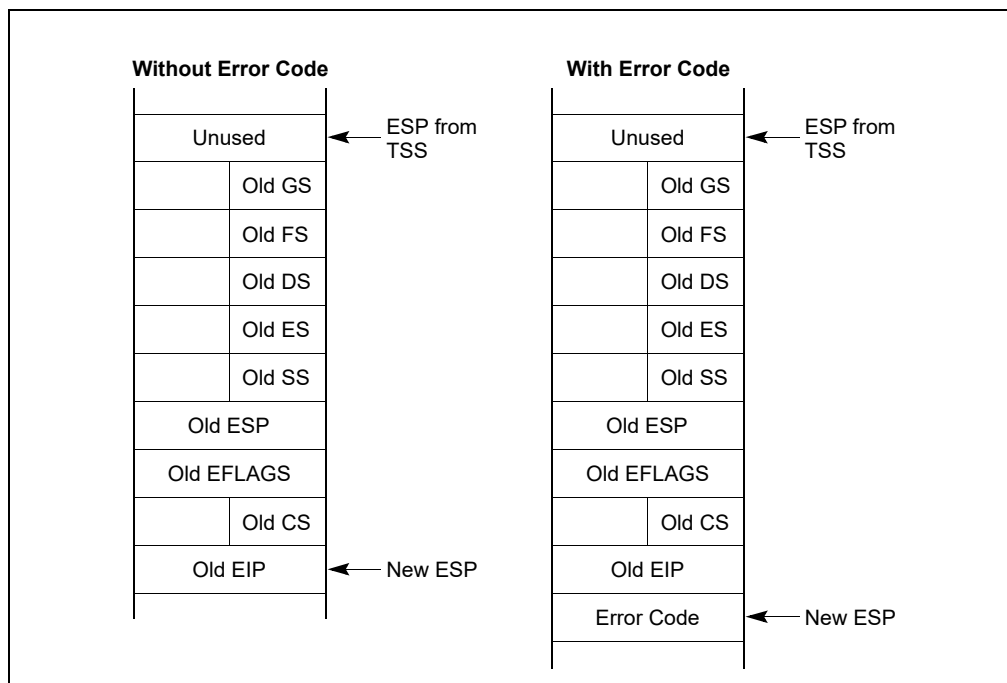 Without Error Code
Unused
ESP from
TSS
Old GS
Old FS
Old DS
Old ES
Old SS
Old ESP
Old EFLAGS
Old CS
Old EIP
New ESP
With Error Code
Unused
ESP from
TSS
Old GS
Old FS
Old DS
Old ES
Old SS
Old ESP
Old EFLAGS
Old CS
Old EIP
Error Code
New ESP